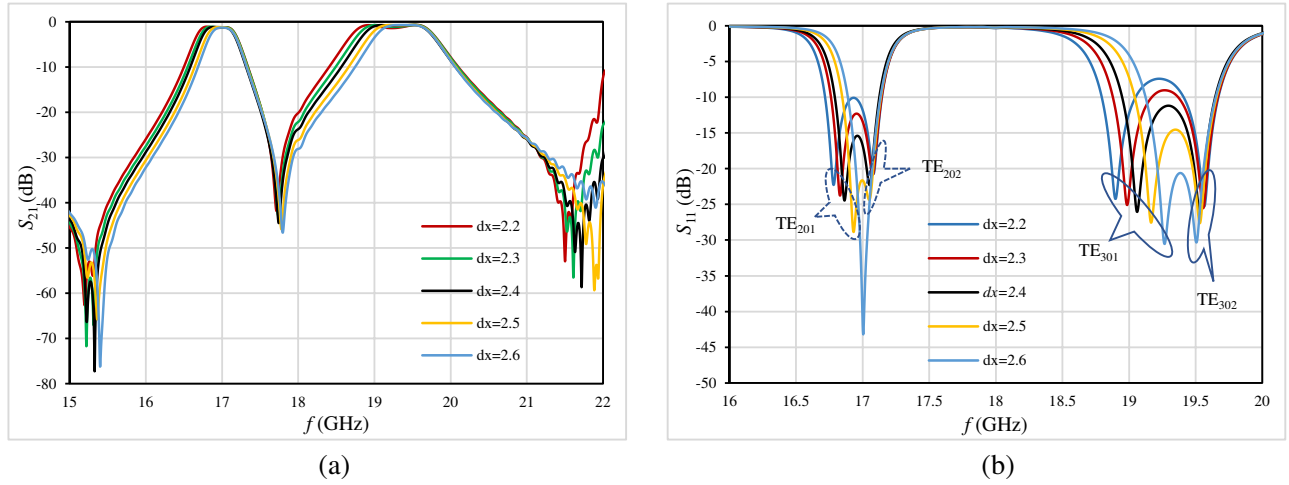 0
-10
-20
-30
-40
-50
-60
-70
-80
S21 (dB)
15 16 17 18 19 20 21 22
f (GHz)
dx=2.2
dx=2.3
dx=2.4
dx=2.5
dx=2.6
(a)
0
-5
-10
-15
-20
-25
-30
-35
-40
-45
-50
S11 (dB)
16 16.5 17 17.5 18 18.5 19 19.5 20
f (GHz)
TE202
TE201
TE301
TE302
dx=2.2
dx=2.3
dx=2.4
dx=2.5
dx=2.6
(b)